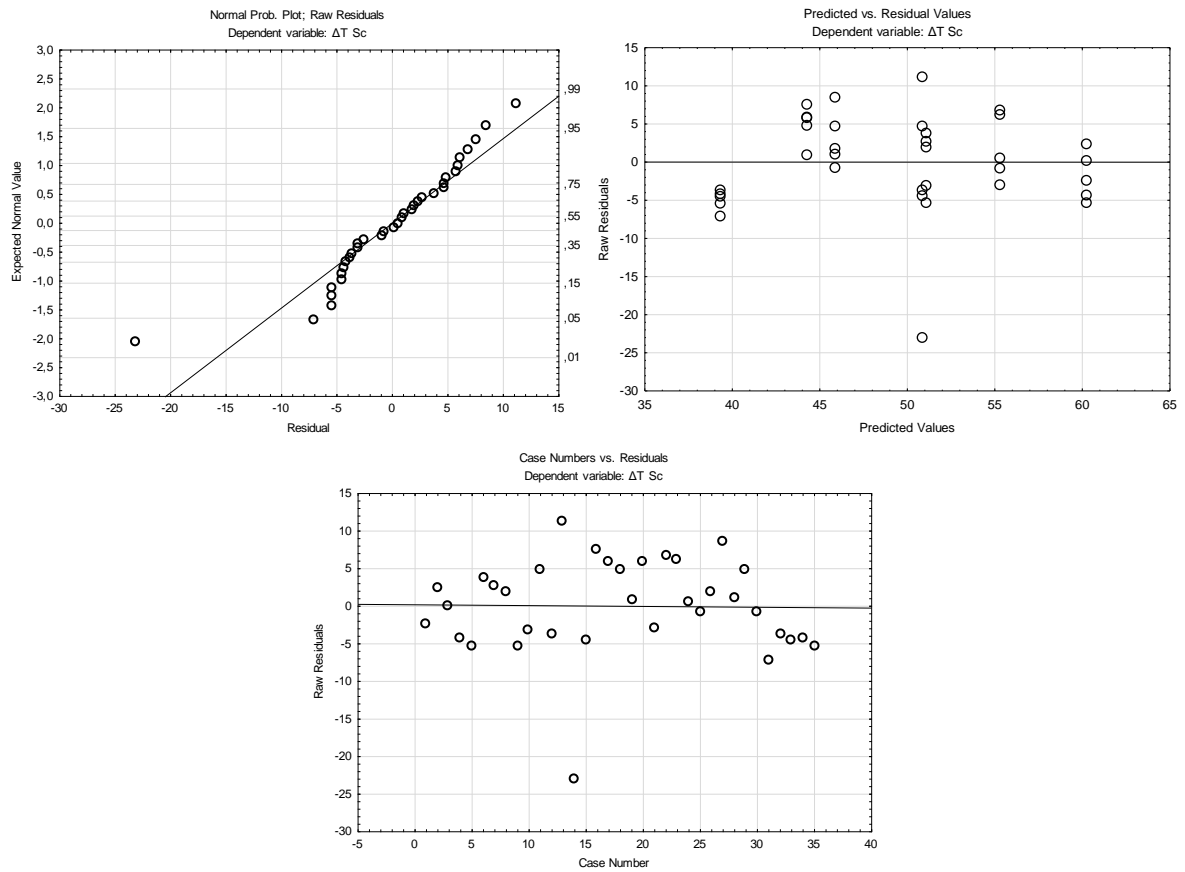 Normal Prob. Plot; Raw Residuals
Dependent variable: ΔT Sc
3,0
2,5
2,0
1,5
1,0
0,5
0,0
-0,5
-1,0
-1,5
-2,0
-2,5
-3,0
Expected Normal Value
,99
,95
,75
,55
,35
,15
,05
,01
-30 -25 -20 -15 -10 -5 0 5 10 15
Residual
Predicted vs. Residual Values
Dependent variable: ΔT Sc
15
10
5
0
-5
-10
-15
-20
-25
-30
Raw Residuals
35 40 45 50 55 60 65
Predicted Values
Case Numbers vs. Residuals
Dependent variable: ΔT Sc
15
10
5
0
-5
-10
-15
-20
-25
-30
Raw Residuals
-5 0 5 10 15 20 25 30 35 40
Case Number